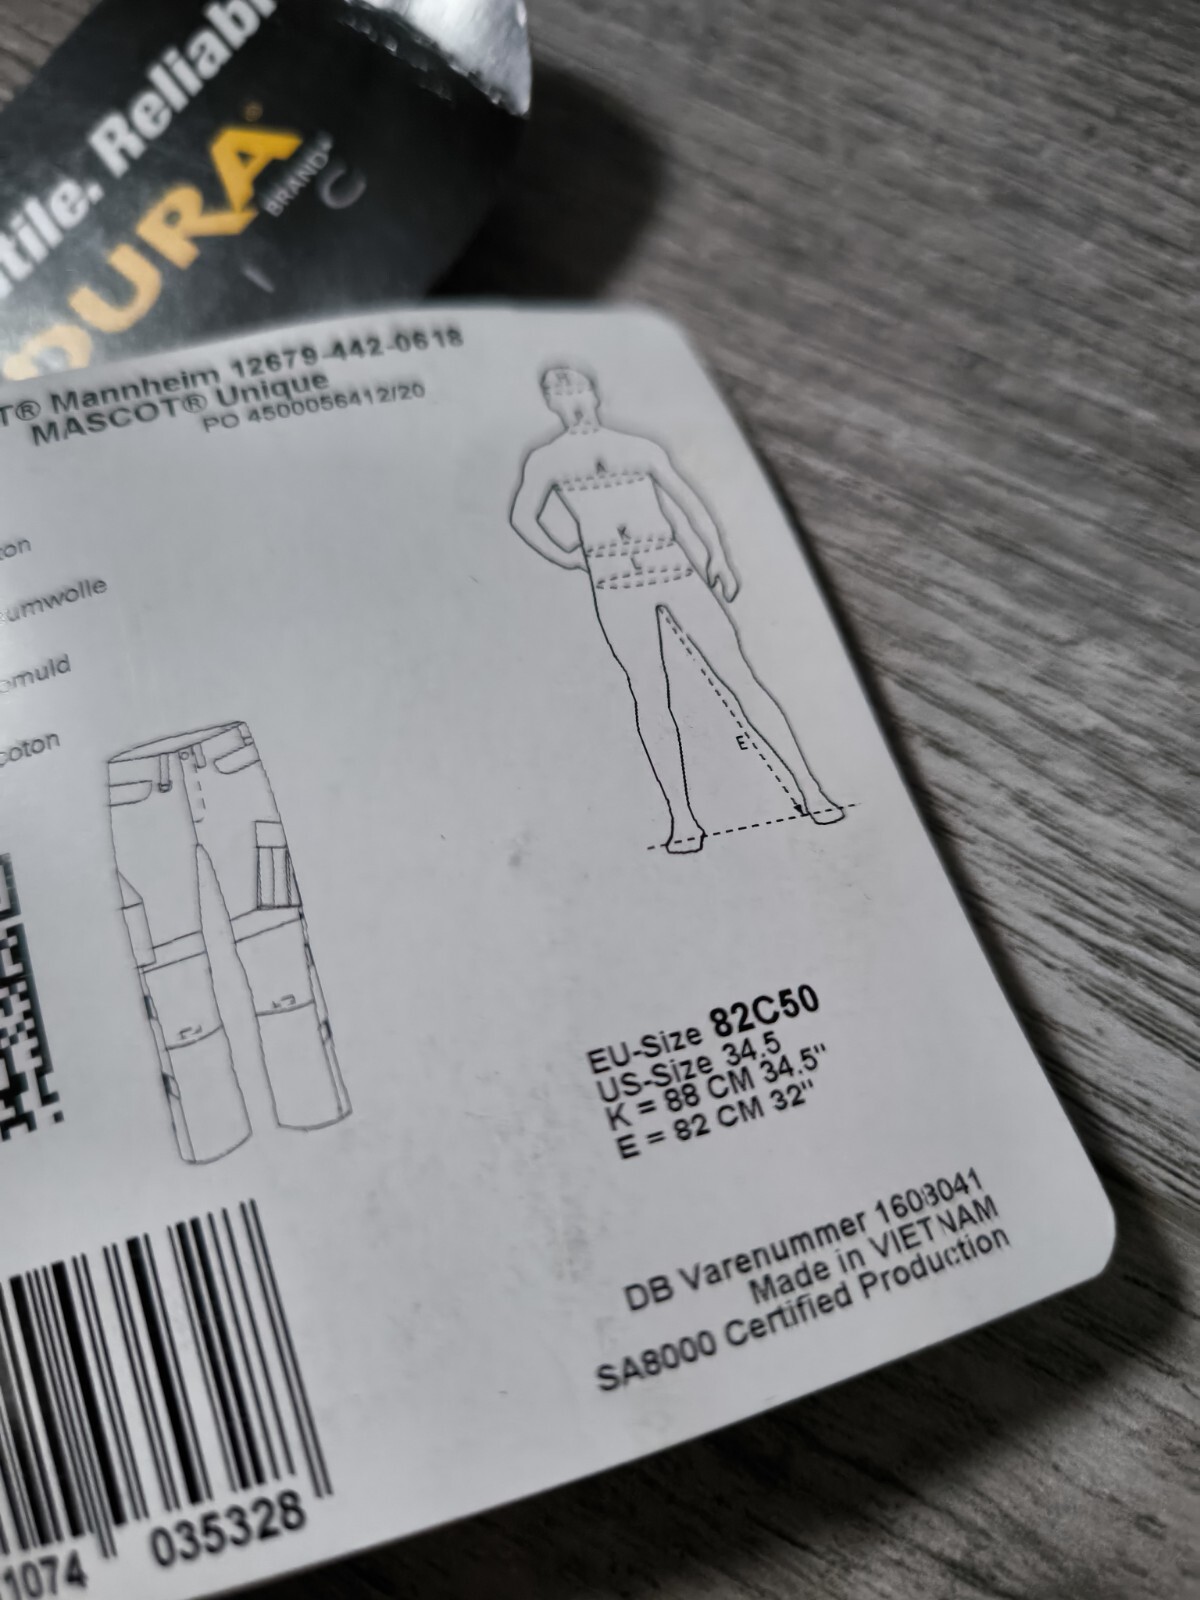 tile. Reliabl
DURA
BRAND®
T® Mannheim 12679-442-0618
MASCOT® Unique
PO 4500056412/20
ton
umwolle
omuld
coton
H
A
K
L
E
EU-Size 82C50
US-Size 34.5
K = 88 CM 34.5"
E = 82 CM 32"
DB Varenummer 1608041
Made in VIETNAM
SA8000 Certified Production
1074 035328